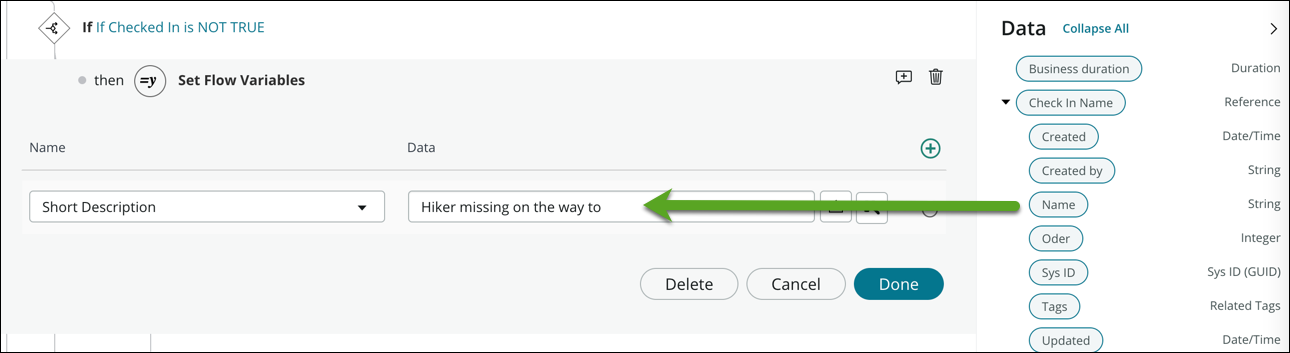 If If Checked In is NOT TRUE
then =y Set Flow Variables
Name Data
Short Description Hiker missing on the way to
Delete Cancel Done
Data Collapse All
Business duration Duration
Check In Name Reference
Created Date/Time
Created by String
Name String
Oder Integer
Sys ID Sys ID (GUID)
Tags Related Tags
Updated Date/Time